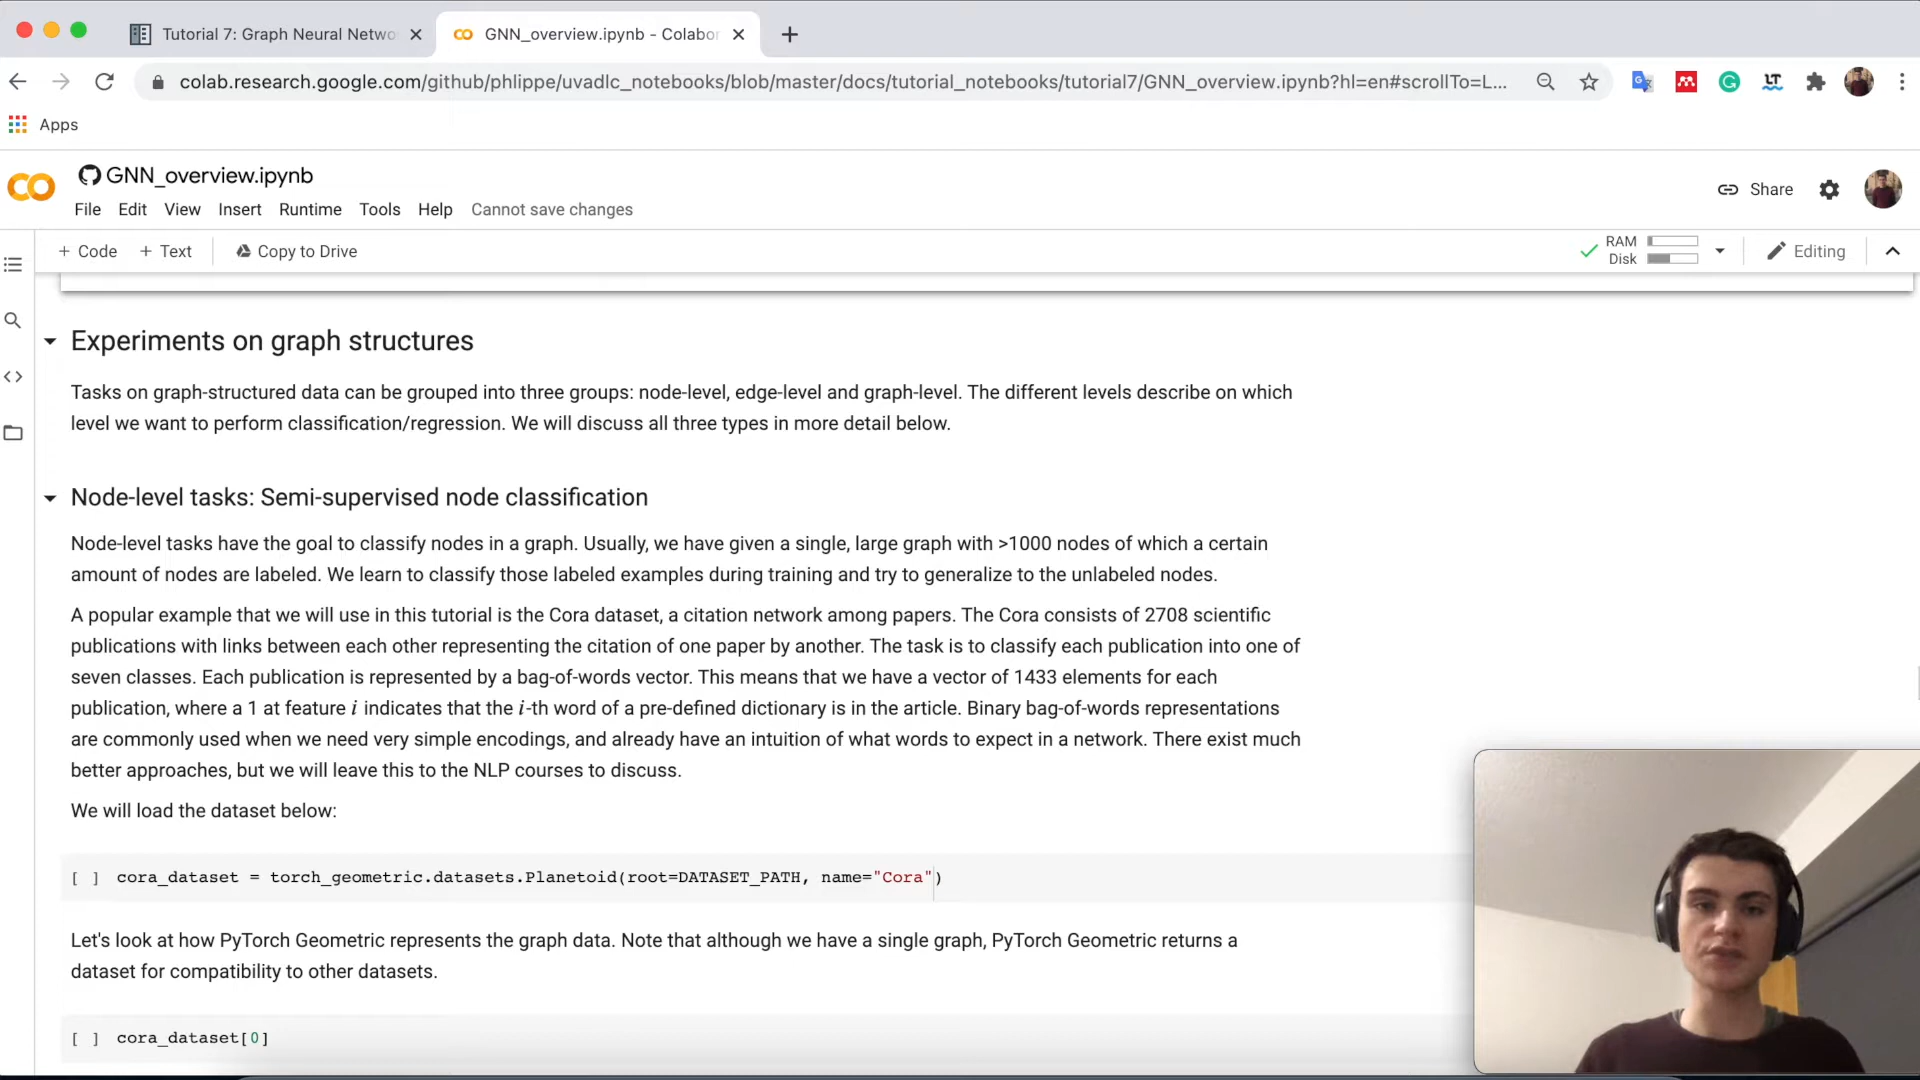 Tutorial 7: Graph Neural Netwo
GNN_overview.ipynb - Colabor
colab.research.google.com/github/phlippe/uvadlc_notebooks/blob/master/docs/tutorial_notebooks/tutorial7/GNN_overview.ipynb?hl=en#scrollTo=L...
Apps
GNN_overview.ipynb
File Edit View Insert Runtime Tools Help Cannot save changes
Share
+ Code + Text Copy to Drive
RAM
Disk
Editing
Experiments on graph structures
Tasks on graph-structured data can be grouped into three groups: node-level, edge-level and graph-level. The different levels describe on which
level we want to perform classification/regression. We will discuss all three types in more detail below.
Node-level tasks: Semi-supervised node classification
Node-level tasks have the goal to classify nodes in a graph. Usually, we have given a single, large graph with >1000 nodes of which a certain
amount of nodes are labeled. We learn to classify those labeled examples during training and try to generalize to the unlabeled nodes.
A popular example that we will use in this tutorial is the Cora dataset, a citation network among papers. The Cora consists of 2708 scientific
publications with links between each other representing the citation of one paper by another. The task is to classify each publication into one of
seven classes. Each publication is represented by a bag-of-words vector. This means that we have a vector of 1433 elements for each
publication, where a 1 at feature i indicates that the i-th word of a pre-defined dictionary is in the article. Binary bag-of-words representations
are commonly used when we need very simple encodings, and already have an intuition of what words to expect in a network. There exist much
better approaches, but we will leave this to the NLP courses to discuss.
We will load the dataset below:
[ ] cora_dataset = torch_geometric.datasets.Planetoid(root=DATASET_PATH, name="Cora")
Let's look at how PyTorch Geometric represents the graph data. Note that although we have a single graph, PyTorch Geometric returns a
dataset for compatibility to other datasets.
[ ] cora_dataset[0]